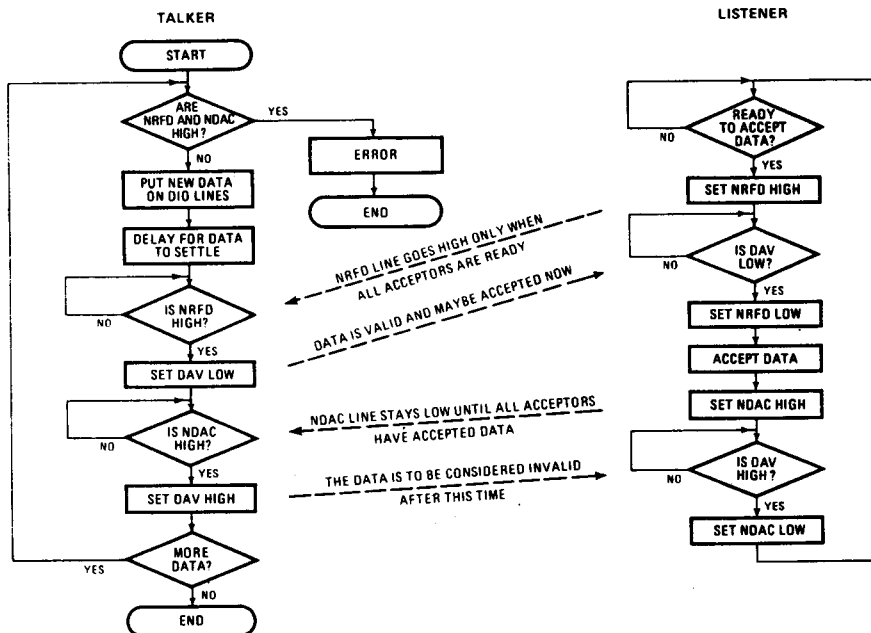 TALKER
START
ARE
NRFD AND NDAC
HIGH?
YES
NO
ERROR
END
PUT NEW DATA
ON DIO LINES
DELAY FOR DATA
TO SETTLE
IS NRFD
HIGH?
NO
YES
SET DAV LOW
IS NDAC
HIGH?
NO
YES
SET DAV HIGH
MORE
DATA?
YES
NO
END
NRFD LINE GOES HIGH ONLY WHEN
ALL ACCEPTORS ARE READY
DATA IS VALID AND MAYBE ACCEPTED NOW
NDAC LINE STAYS LOW UNTIL ALL ACCEPTORS
HAVE ACCEPTED DATA
THE DATA IS TO BE CONSIDERED INVALID
AFTER THIS TIME
LISTENER
READY
TO ACCEPT
DATA?
NO
YES
SET NRFD HIGH
IS DAV
LOW?
NO
YES
SET NRFD LOW
ACCEPT DATA
SET NDAC HIGH
IS DAV
HIGH?
NO
YES
SET NDAC LOW